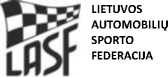 LASF
LIETUVOS
AUTOMOBILIŲ
SPORTO
FEDERACIJA